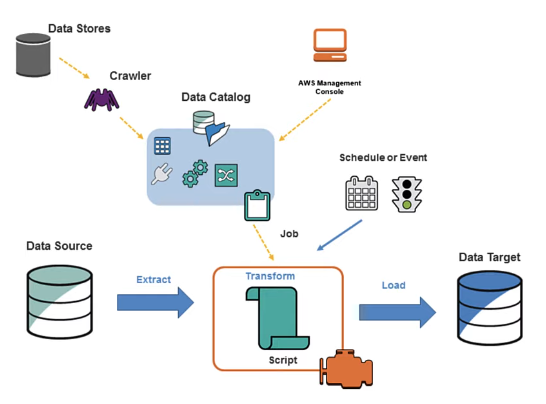 Data Stores
Crawler
Data Catalog
AWS Management
Console
Schedule or Event
Job
Data Source
Extract
Transform
Script
Load
Data Target